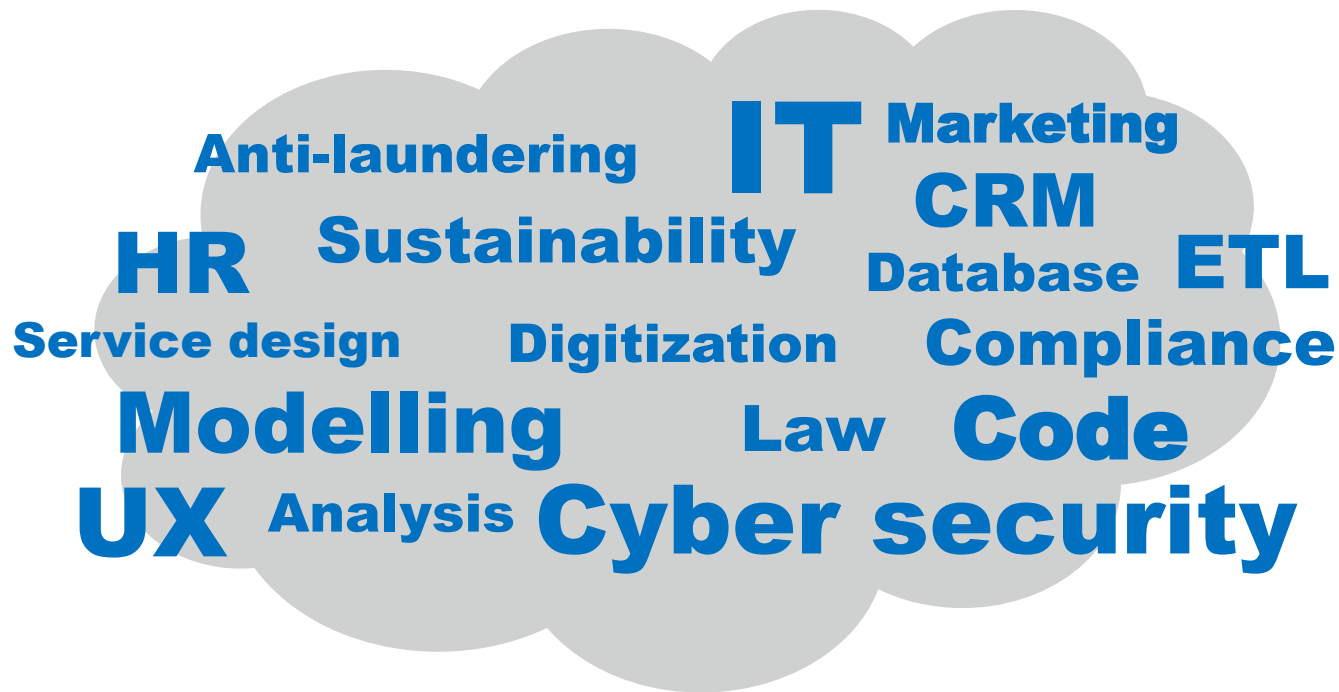 IT Marketing
Anti-laundering
CRM
Sustainability
HR Database ETL
Service design Digitization Compliance
Modelling Law Code
UX Analysis Cyber security